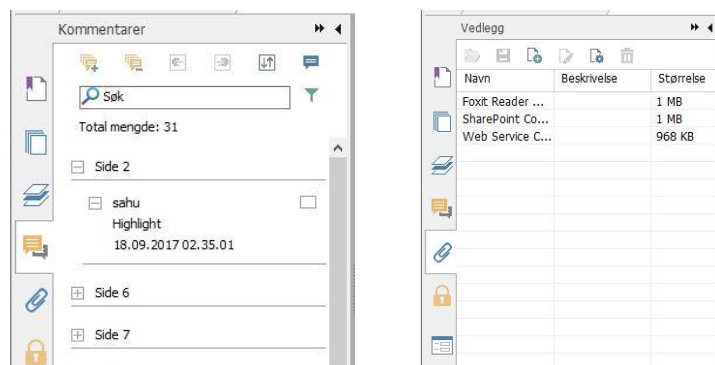 Kommentarer
Søk
Total mengde: 31
Side 2
sahu
Highlight
18.09.2017 02.35.01
Side 6
Side 7
Vedlegg
Navn Beskrivelse Størrelse
Foxit Reader ... 1 MB
SharePoint Co... 1 MB
Web Service C... 968 KB